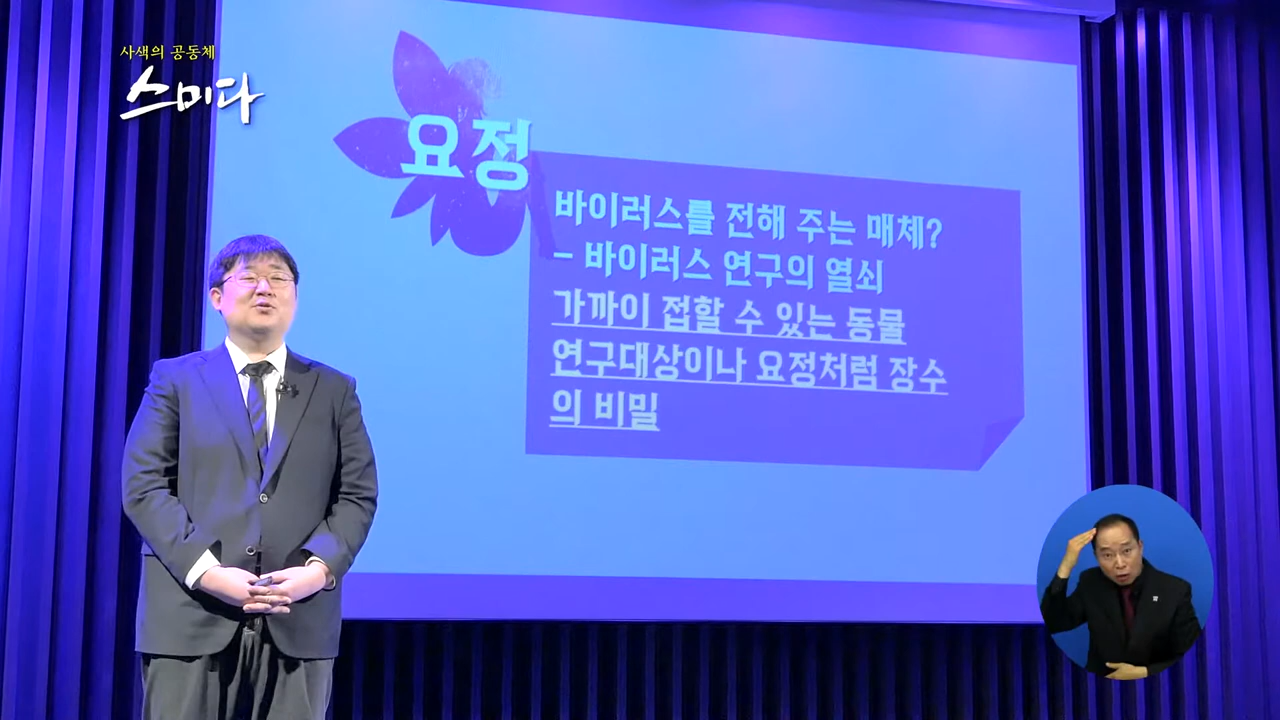 사색의 공동체
스미다
요정
바이러스를 전해 주는 매체?
- 바이러스 연구의 열쇠
가까이 접할 수 있는 동물
연구대상이나 요정처럼 장수
의 비밀